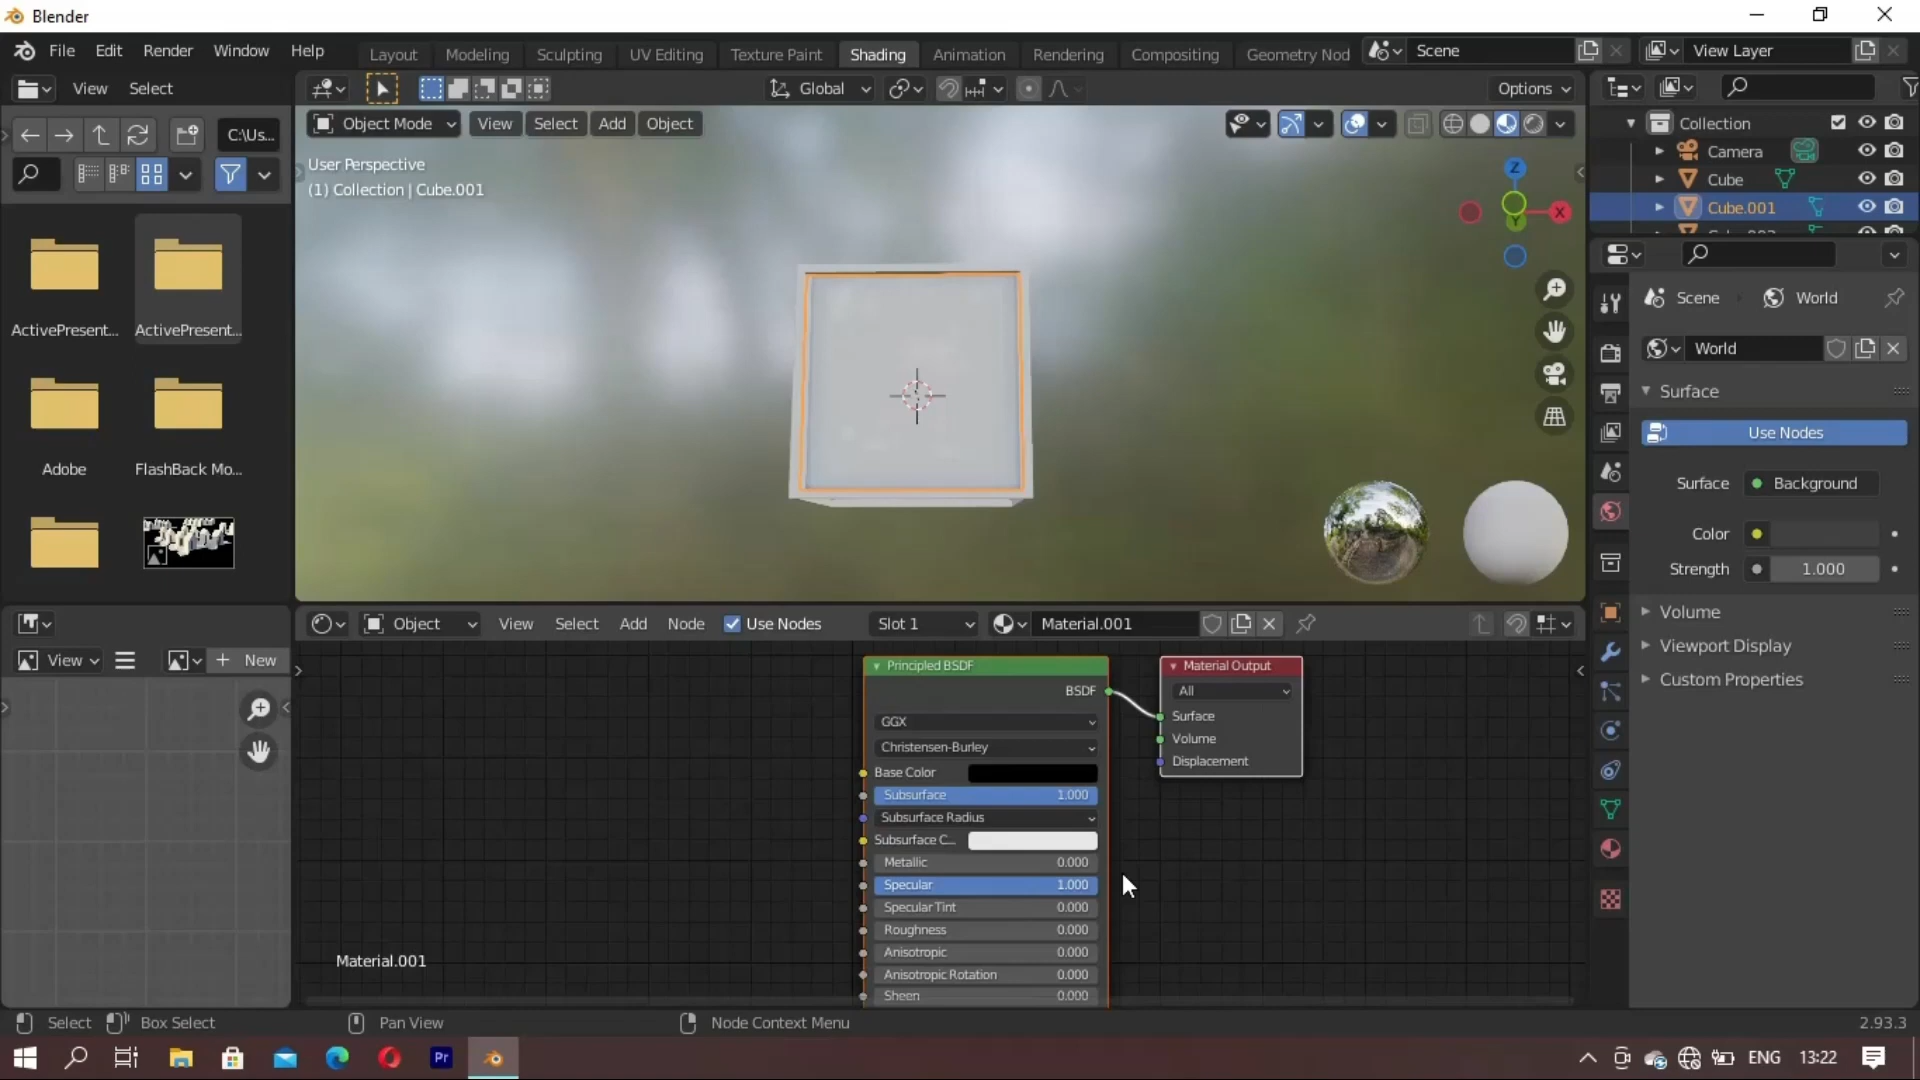 Blender
File Edit Render Window Help
Layout Modeling Sculpting UV Editing Texture Paint Shading Animation Rendering Compositing Geometry Nod
Scene
View Layer
View Select
Global
Options
C:\Us...
Object Mode View Select Add Object
User Perspective
(1) Collection | Cube.001
Z
X
Y
Collection
Camera
Cube
Cube.001
ActivePresent...
ActivePresent...
Adobe
FlashBack Mo...
Scene World
World
Surface
Use Nodes
Surface Background
Color
Strength 1.000
Volume
Viewport Display
Custom Properties
View
New
Object View Select Add Node Use Nodes Slot 1 Material.001
Principled BSDF
BSDF
GGX
Christensen-Burley
Base Color
Subsurface 1.000
Subsurface Radius
Subsurface C...
Metallic 0.000
Specular 1.000
Specular Tint 0.000
Roughness 0.000
Anisotropic 0.000
Anisotropic Rotation 0.000
Sheen 0.000
Material Output
All
Surface
Volume
Displacement
Material.001
Select Box Select Pan View Node Context Menu
2.93.3
Pr
ENG 13:22